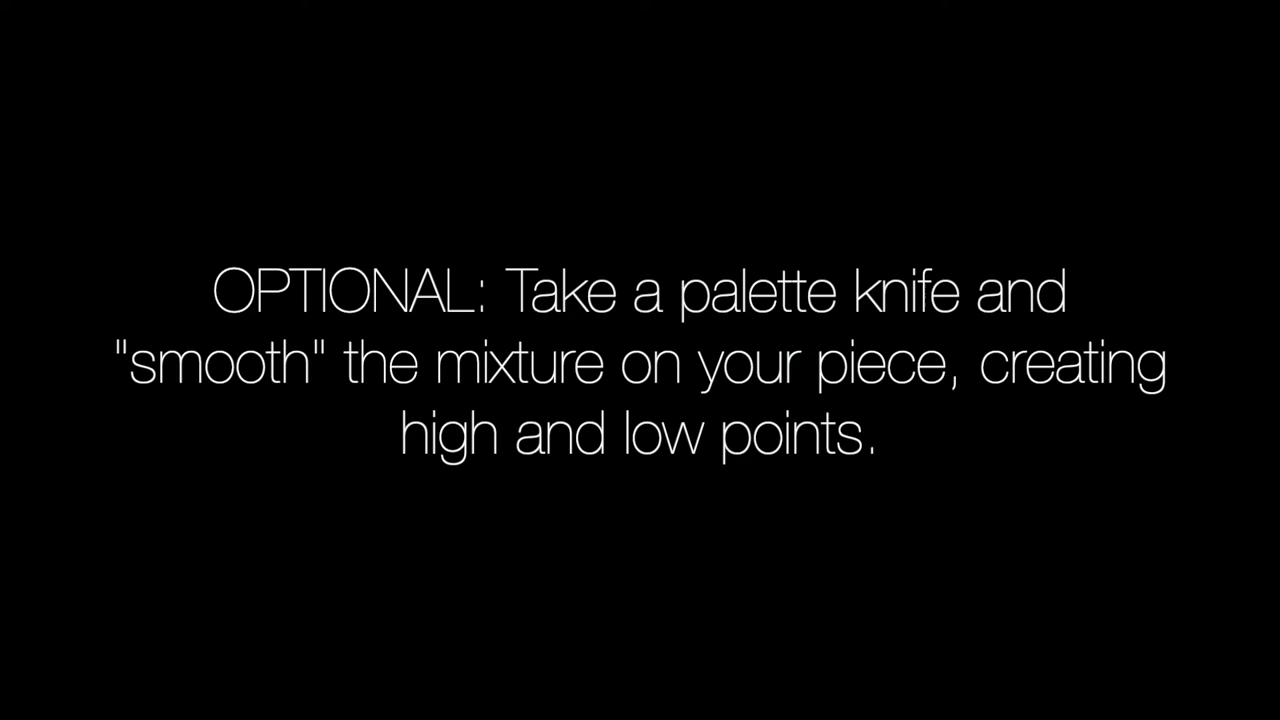 OPTIONAL: Take a palette knife and
"smooth" the mixture on your piece, creating
high and low points.